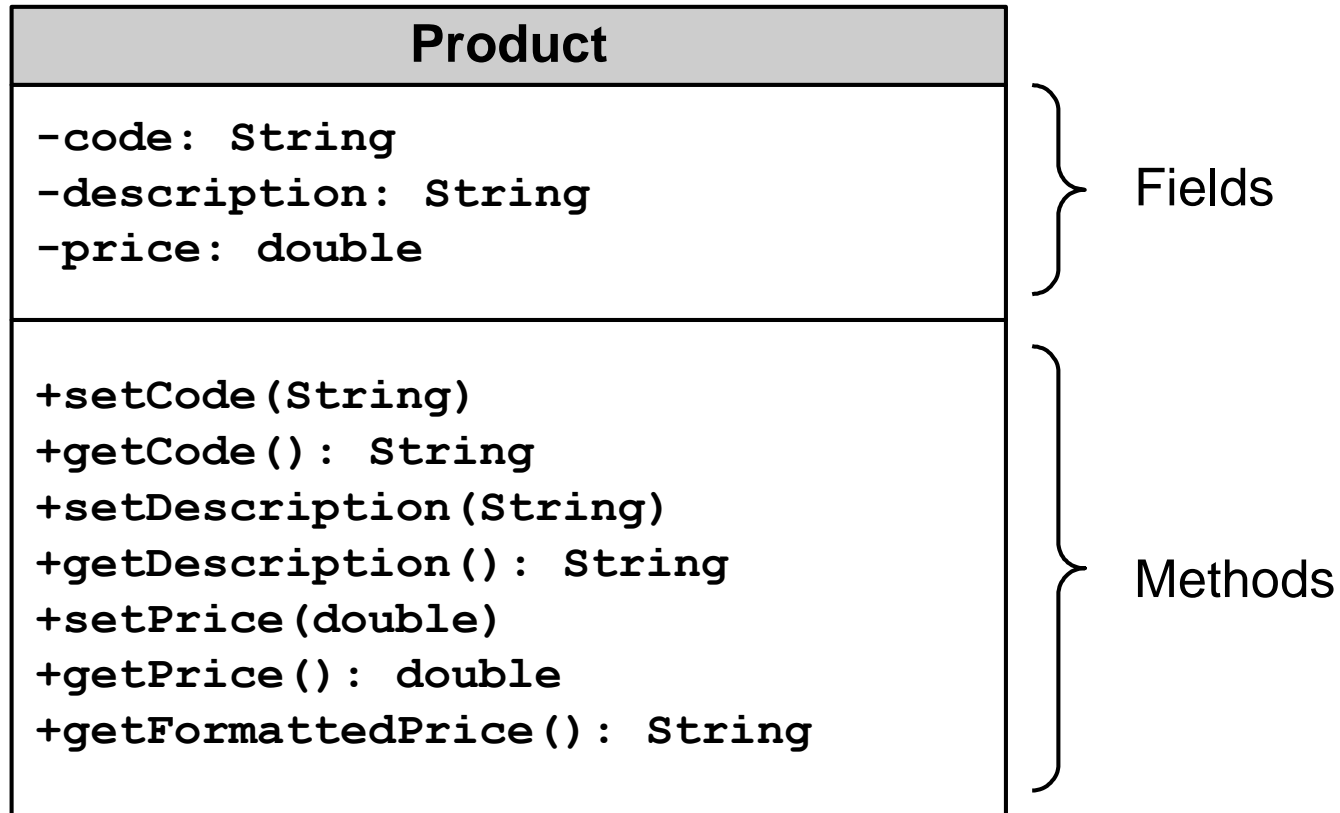 Product
-code: String
-description: String
-price: double
Fields
+setCode(String)
+getCode(): String
+setDescription(String)
+getDescription(): String
+setPrice(double)
+getPrice(): double
+getFormattedPrice(): String
Methods